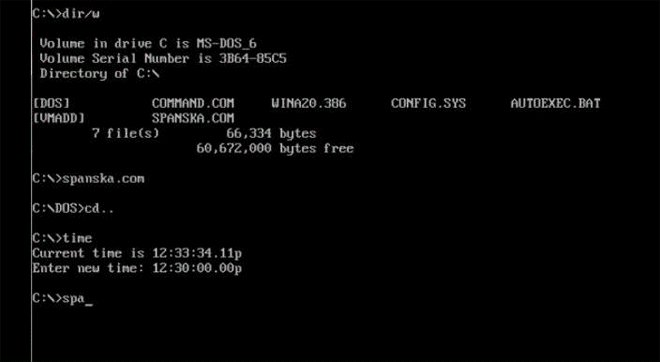 C:\>dir/w
Volume in drive C is MS-DOS_6
Volume Serial Number is 3B64-85C5
Directory of C:\
[DOS] COMMAND.COM WINA20.386 CONFIG.SYS AUTOEXEC.BAT
[VMADD] SPANSKA.COM
7 file(s) 66,334 bytes
60,672,000 bytes free
C:\>spanska.com
C:\DOS>cd..
C:\>time
Current time is 12:33:34.11p
Enter new time: 12:30:00.00p
C:\>spa_